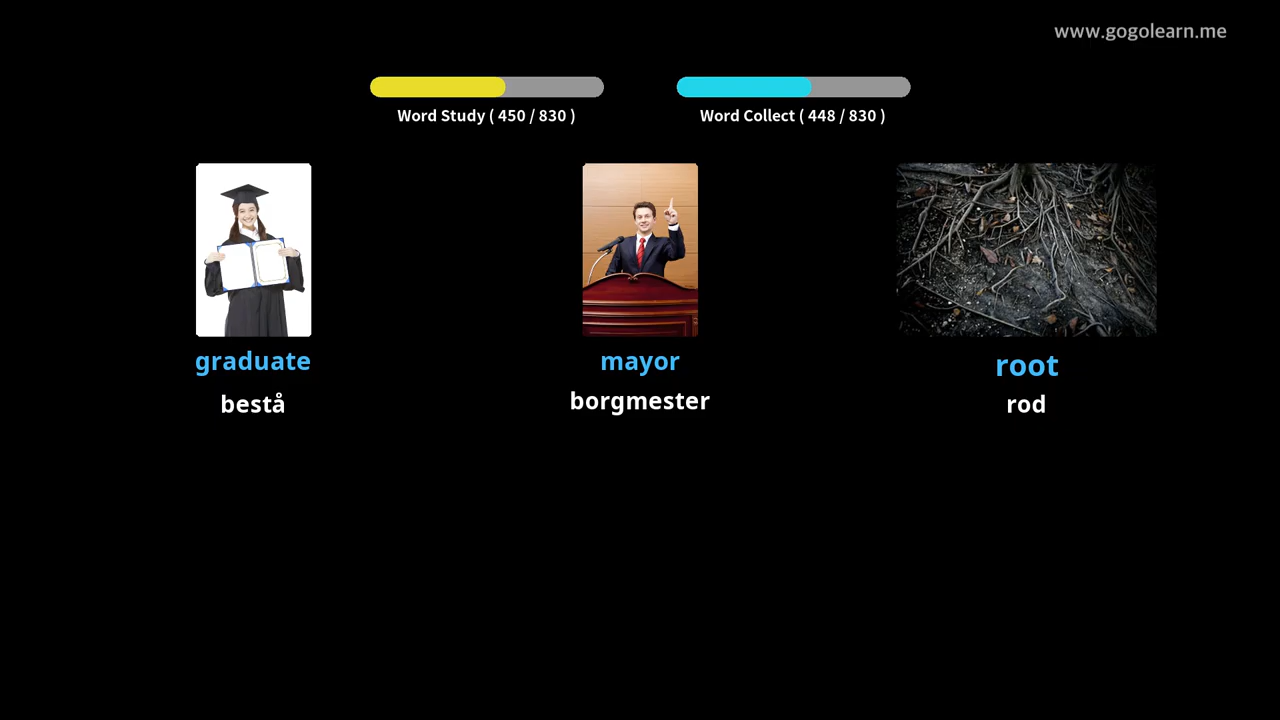 www.gogolearn.me
Word Study ( 450 / 830 )
Word Collect ( 448 / 830 )
graduate
bestå
mayor
borgmester
root
rod